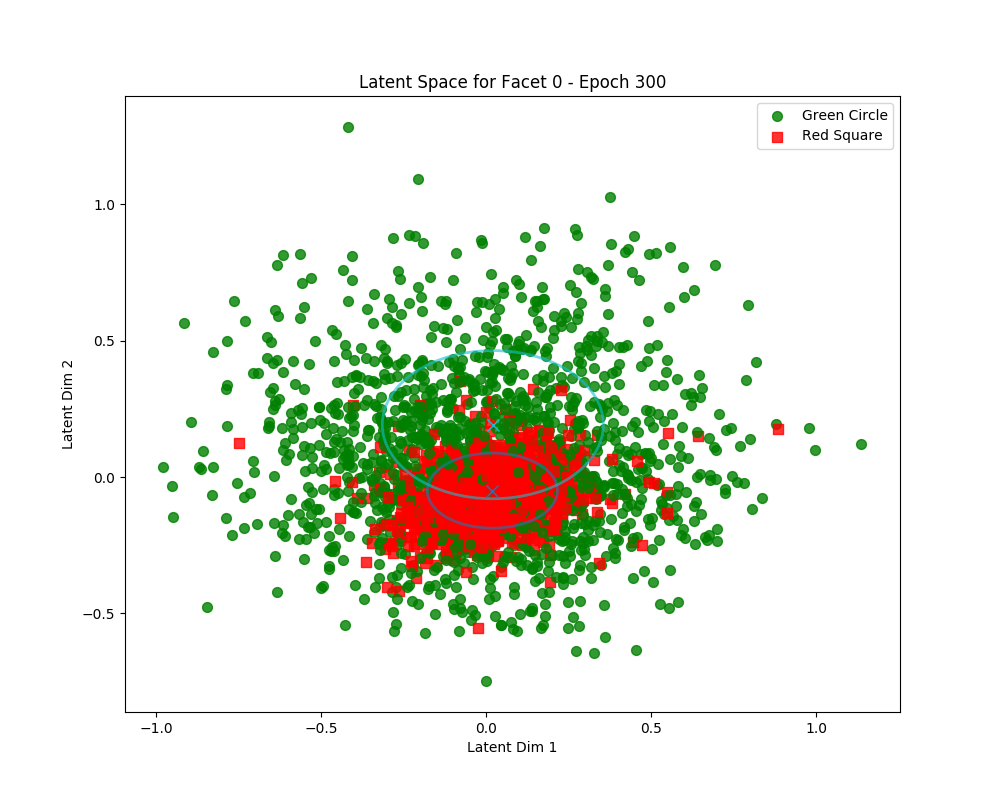 Latent Space for Facet 0 - Epoch 300
Green Circle
Red Square
1.0
0.5
0.0
−0.5
−1.0
−0.5
0.0
0.5
1.0
Latent Dim 2
Latent Dim 1